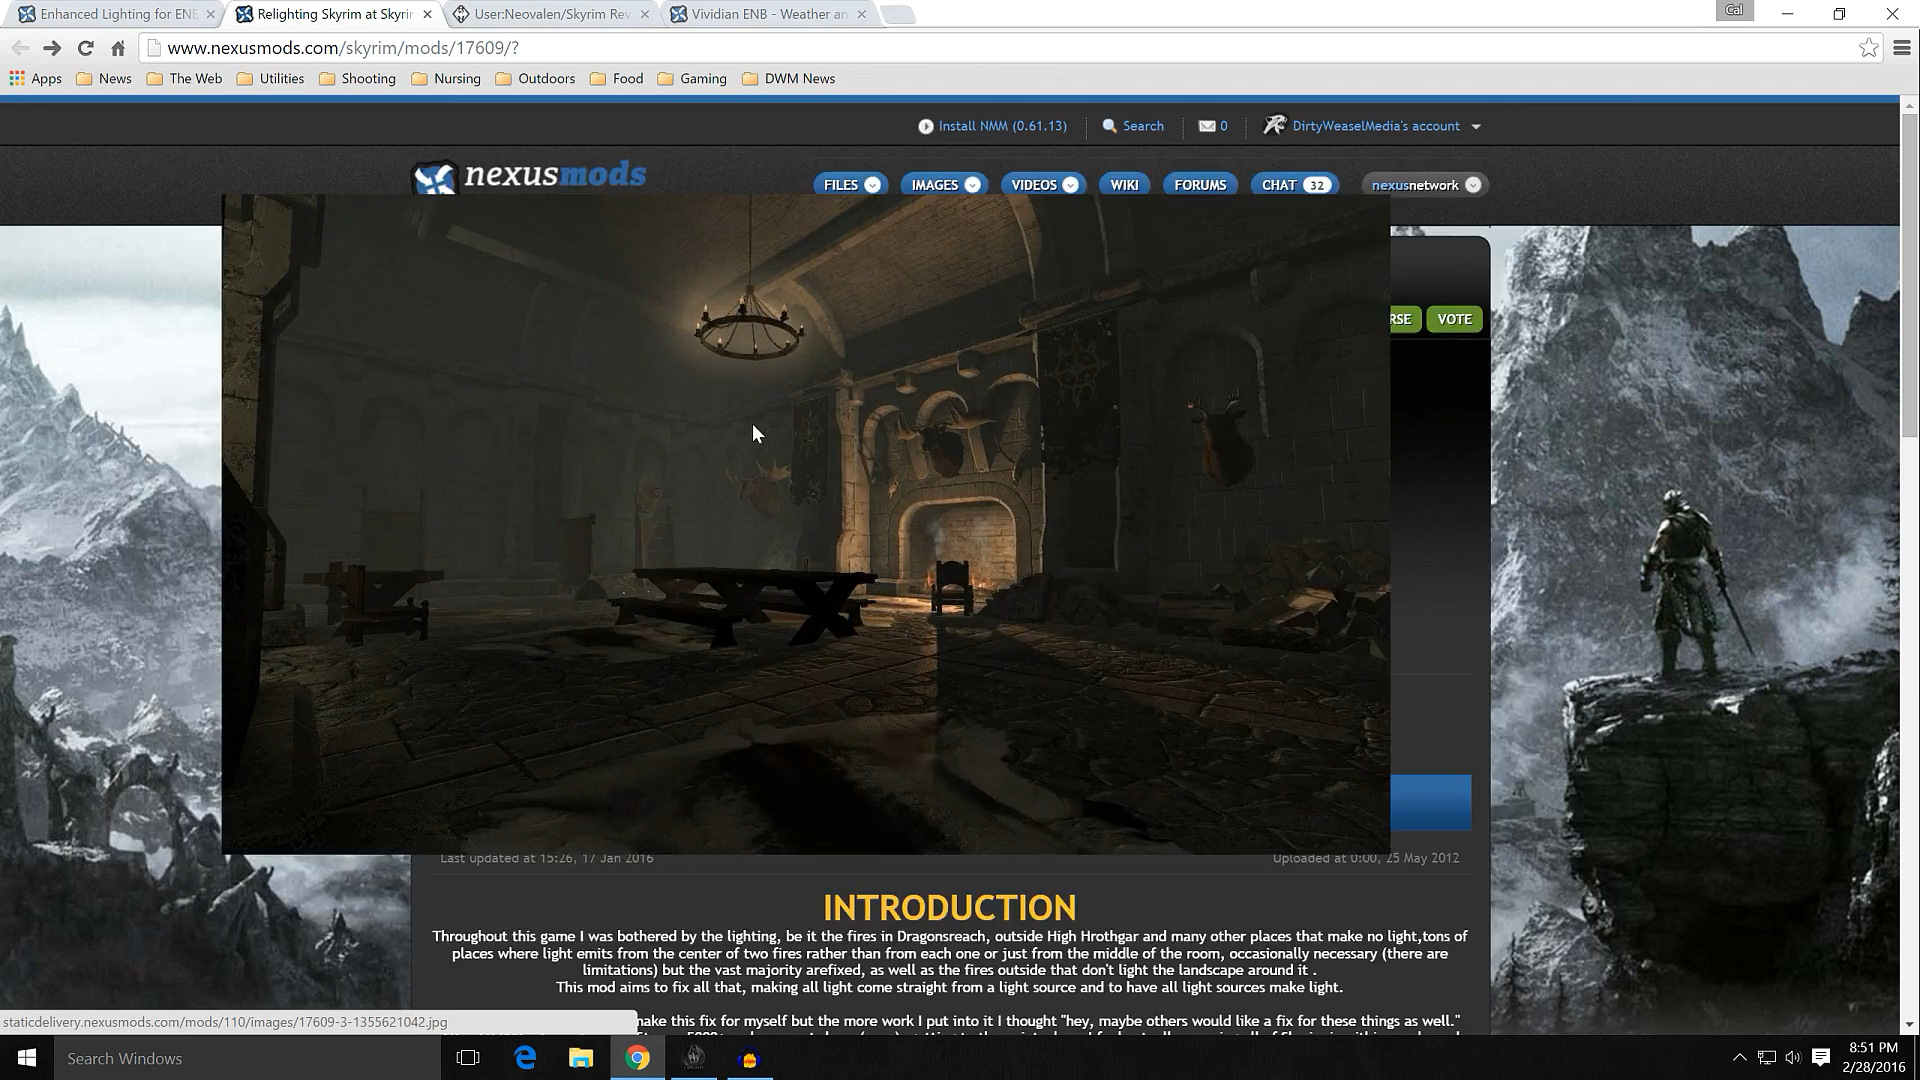 Enhanced Lighting for ENB
Relighting Skyrim at Skyrim
User:Neovalen/Skyrim Rev
Vividian ENB - Weather an
Cal
www.nexusmods.com/skyrim/mods/17609/?
Apps
News
The Web
Utilities
Shooting
Nursing
Outdoors
Food
Gaming
DWM News
Install NMM (0.61.13)
Search
0
DirtyWeaselMedia's account
nexusmods
FILES
IMAGES
VIDEOS
WIKI
FORUMS
CHAT 32
nexusnetwork
RSE
VOTE
Last updated at 15:26, 17 Jan 2016
Uploaded at 0:00, 25 May 2012
INTRODUCTION
Throughout this game I was bothered by the lighting, be it the fires in Dragonsreach, outside High Hrothgar and many other places that make no light,tons of
places where light emits from the center of two fires rather than from each one or just from the middle of the room, occasionally necessary (there are
limitations) but the vast majority arefixed, as well as the fires outside that don't light the landscape around it .
This mod aims to fix all that, making all light come straight from a light source and to have all light sources make light.
make this fix for myself but the more work I put into it I thought "hey, maybe others would like a fix for these things as well."
staticdelivery.nexusmods.com/mods/110/images/17609-3-1355621042.jpg
Search Windows
8:51 PM
2/28/2016